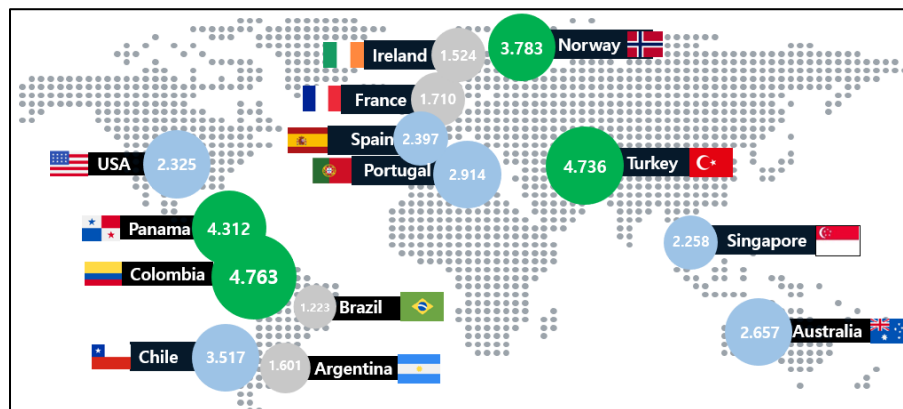 Ireland 1.524
3.783 Norway
France 1.710
Spain 2.397
USA 2.325
Portugal 2.914
4.736 Turkey
Panama 4.312
2.258 Singapore
Colombia 4.763
1.223 Brazil
2.657 Australia
Chile 3.517
1.601 Argentina